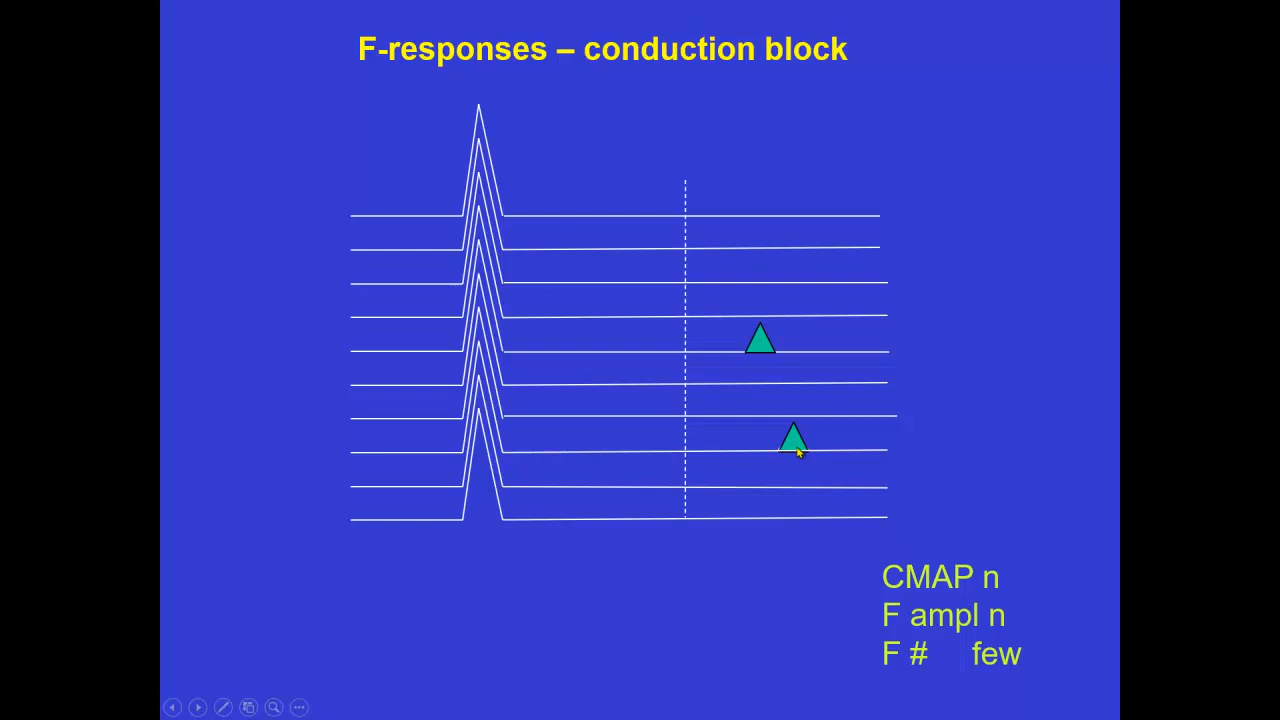 F-responses – conduction block
CMAP n
F ampl n
F # few